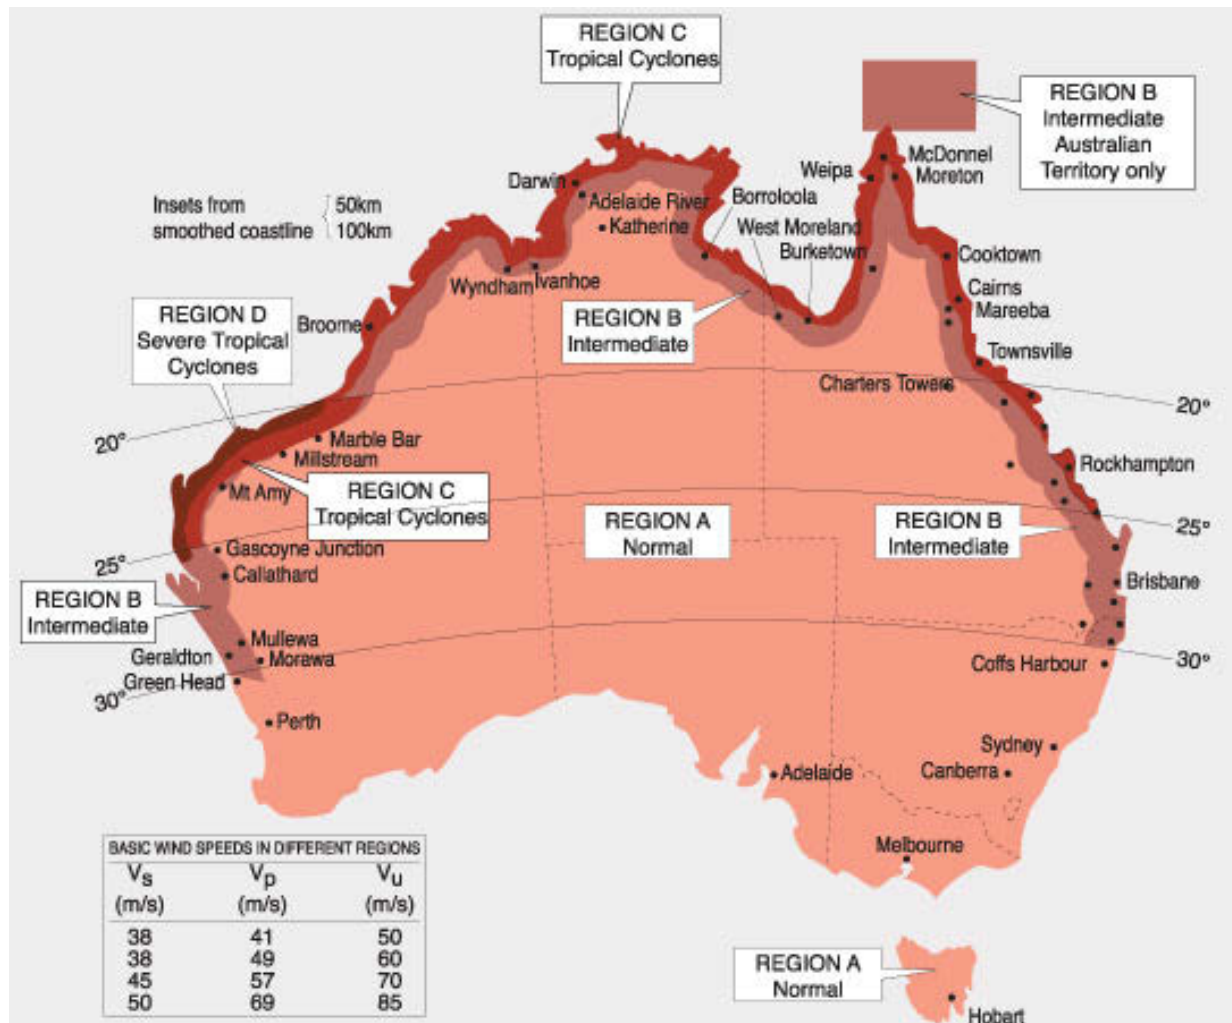 REGION C
Tropical Cyclones
REGION B
Intermediate
Australian
Territory only
McDonnel
Weipa
Moreton
Darwin
Adelaide River
Borroloola
Insets from
50km
smoothed coastline
100km
Katherine
West Moreland
Burketown
Cooktown
Wyndham
Ivanhoe
Cairns
Mareeba
REGION D
Severe Tropical
Cyclones
Broome
REGION B
Intermediate
Townsville
Charters Towers
20°
20°
Marble Bar
Millstream
Rockhampton
Mt Amy
REGION C
Tropical Cyclones
REGION A
Normal
REGION B
Intermediate
25°
25°
Gascoyne Junction
Callathard
Brisbane
REGION B
Intermediate
Mullewa
Geraldton
Morawa
Coffs Harbour
30°
Green Head
30°
Perth
Sydney
Adelaide
Canberra
Melbourne
BASIC WIND SPEEDS IN DIFFERENT REGIONS
Vs Vp Vu
(m/s) (m/s) (m/s)
38 41 50
38 49 60
45 57 70
50 69 85
REGION A
Normal
Hobart